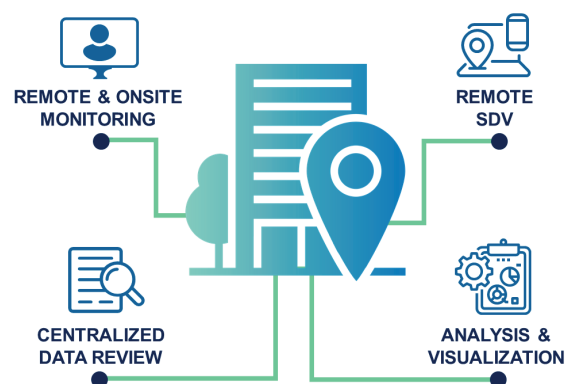 REMOTE & ONSITE
MONITORING
REMOTE
SDV
CENTRALIZED
DATA REVIEW
ANALYSIS &
VISUALIZATION